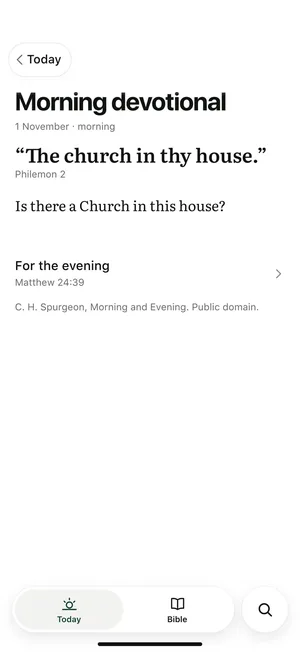 Today
Morning devotional
1 November · morning
“The church in thy house.”
Philemon 2
Is there a Church in this house?
For the evening
Matthew 24:39
C. H. Spurgeon, Morning and Evening. Public domain.
Today
Bible